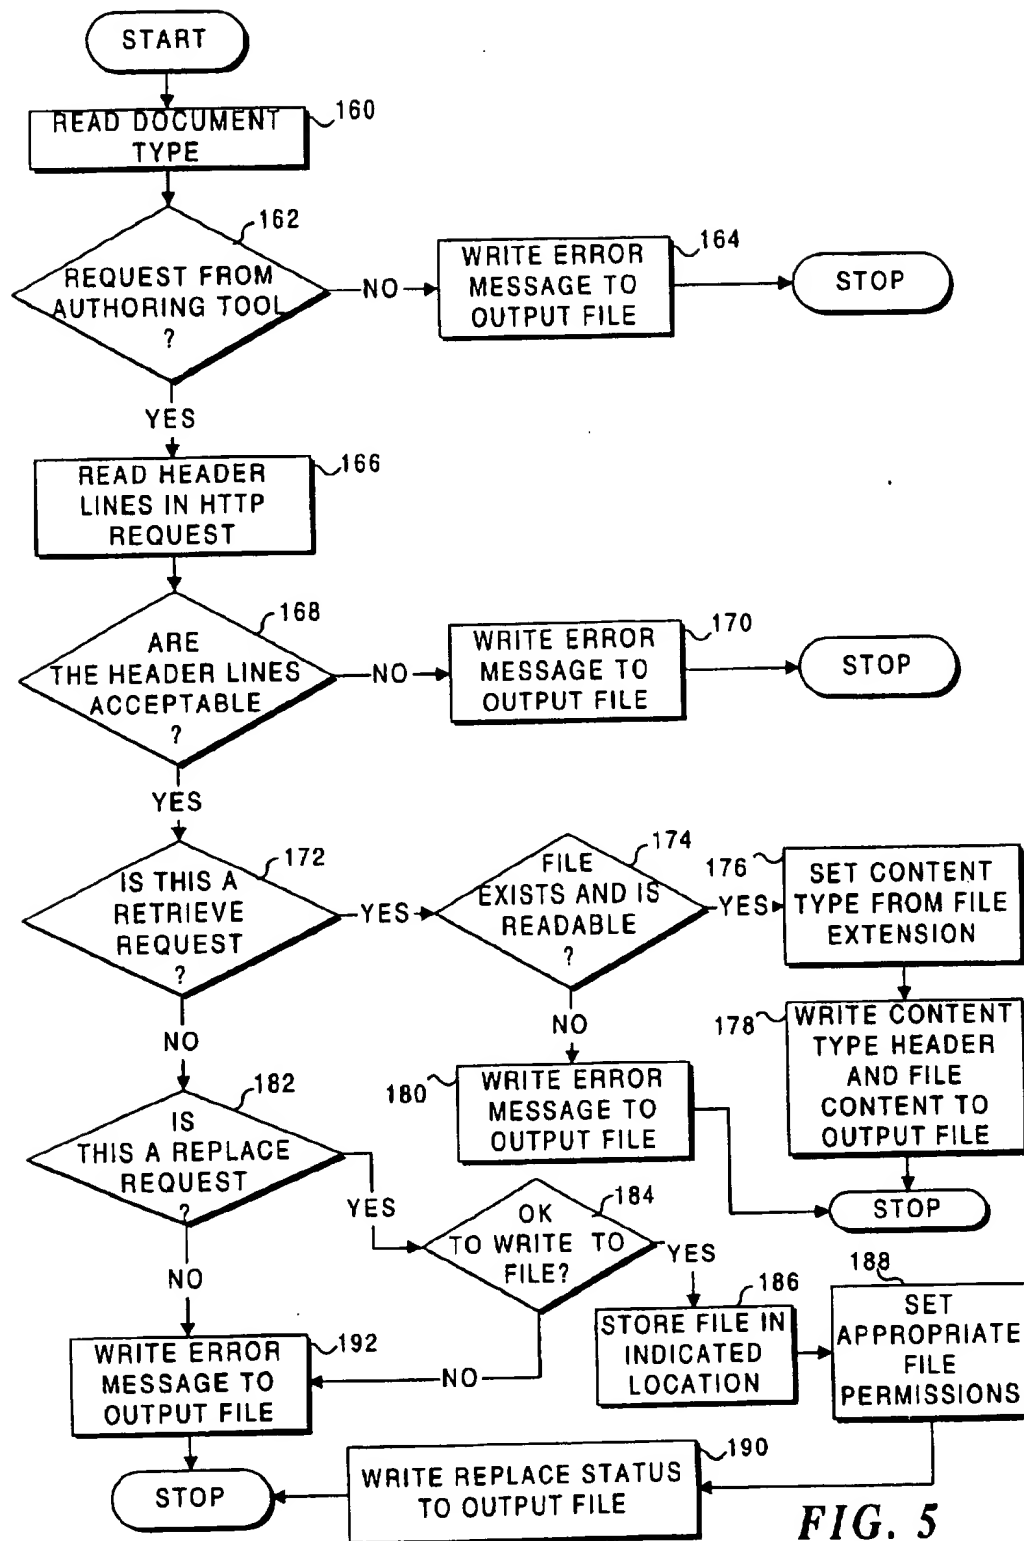 START
READ DOCUMENT
TYPE
160
162
REQUEST FROM
AUTHORING TOOL
?
NO
WRITE ERROR
MESSAGE TO
OUTPUT FILE
164
STOP
YES
READ HEADER
LINES IN HTTP
REQUEST
166
168
ARE
THE HEADER LINES
ACCEPTABLE
?
NO
WRITE ERROR
MESSAGE TO
OUTPUT FILE
170
STOP
YES
172
IS THIS A
RETRIEVE
REQUEST
?
YES
174
FILE
EXISTS AND IS
READABLE
?
YES
176
SET CONTENT
TYPE FROM FILE
EXTENSION
178
WRITE CONTENT
TYPE HEADER
AND FILE
CONTENT TO
OUTPUT FILE
STOP
NO
180
WRITE ERROR
MESSAGE TO
OUTPUT FILE
NO
182
IS
THIS A REPLACE
REQUEST
?
YES
184
OK
TO WRITE TO
FILE?
YES
186
STORE FILE IN
INDICATED
LOCATION
188
SET
APPROPRIATE
FILE
PERMISSIONS
NO
NO
192
WRITE ERROR
MESSAGE TO
OUTPUT FILE
190
WRITE REPLACE STATUS
TO OUTPUT FILE
STOP
FIG. 5